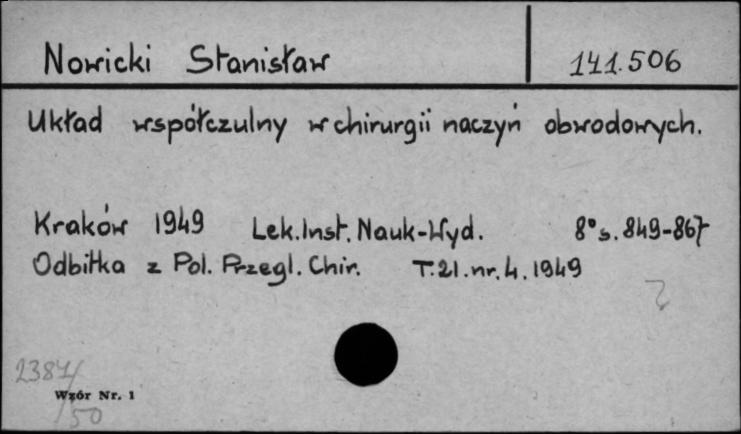 Nowicki Stanisław 141.506
Układ współczulny w chirurgii naczyń obwodowych.
Kraków 1949 Lek.Inst.Nauk-Wyd. 8° s. 849-867
Odbitka z Pol. Przegl. Chir. T.21.nr.4.1949
Wzór Nr. 1
/50